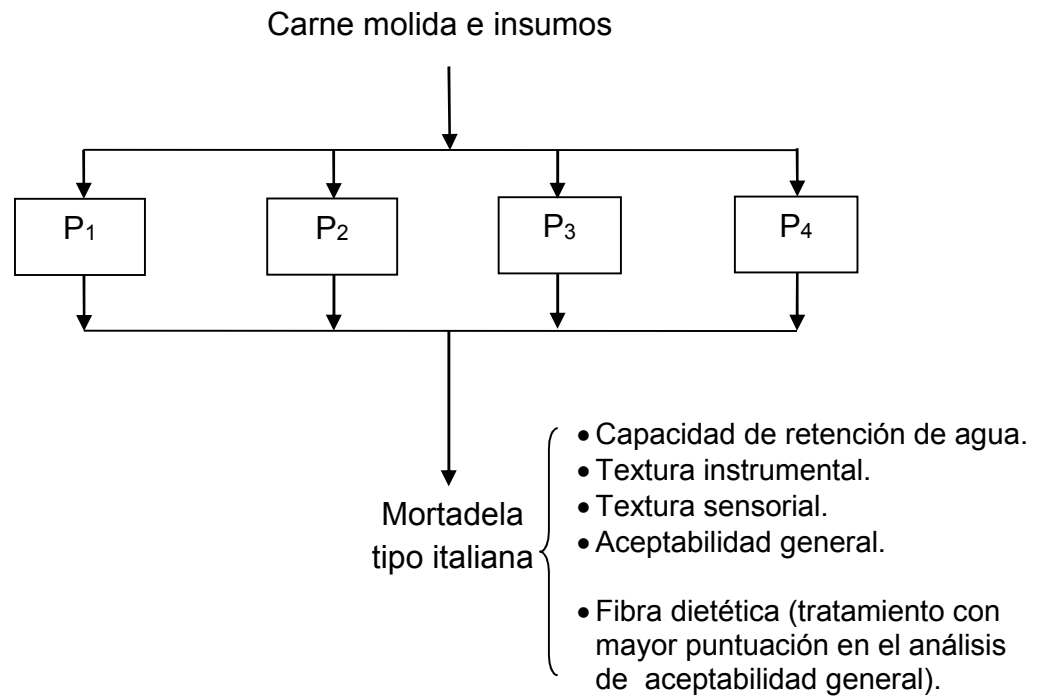 Carne molida e insumos
P1 P2 P3 P4
• Capacidad de retención de agua.
• Textura instrumental.
• Textura sensorial.
• Aceptabilidad general.
Mortadela
tipo italiana
• Fibra dietética (tratamiento con
mayor puntuación en el análisis
de aceptabilidad general).